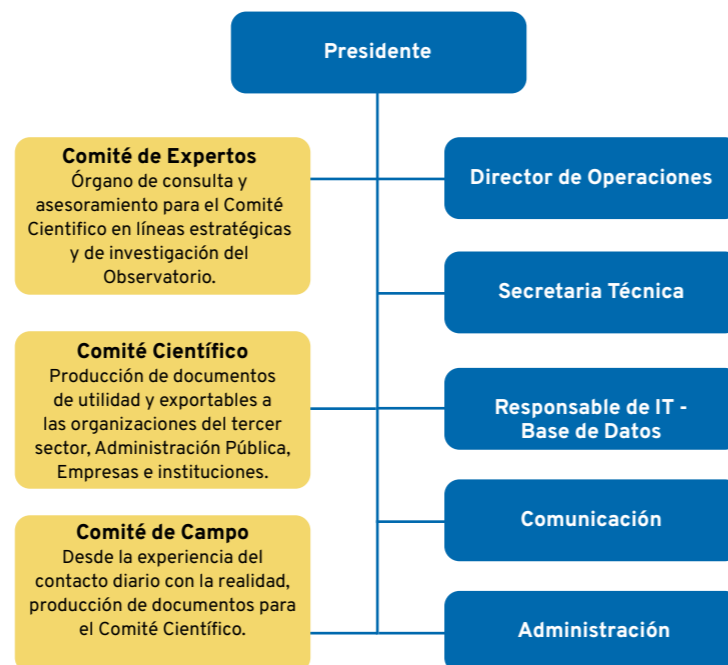 Presidente
Comité de Expertos
Órgano de consulta y
asesoramiento para el Comité
Cientifico en líneas estratégicas
y de investigación del
Observatorio.
Director de Operaciones
Secretaria Técnica
Comité Científico
Producción de documentos
de utilidad y exportables a
las organizaciones del tercer
sector, Administración Pública,
Empresas e instituciones.
Responsable de IT -
Base de Datos
Comunicación
Comité de Campo
Desde la experiencia del
contacto diario con la realidad,
producción de documentos para
el Comité Científico.
Administración